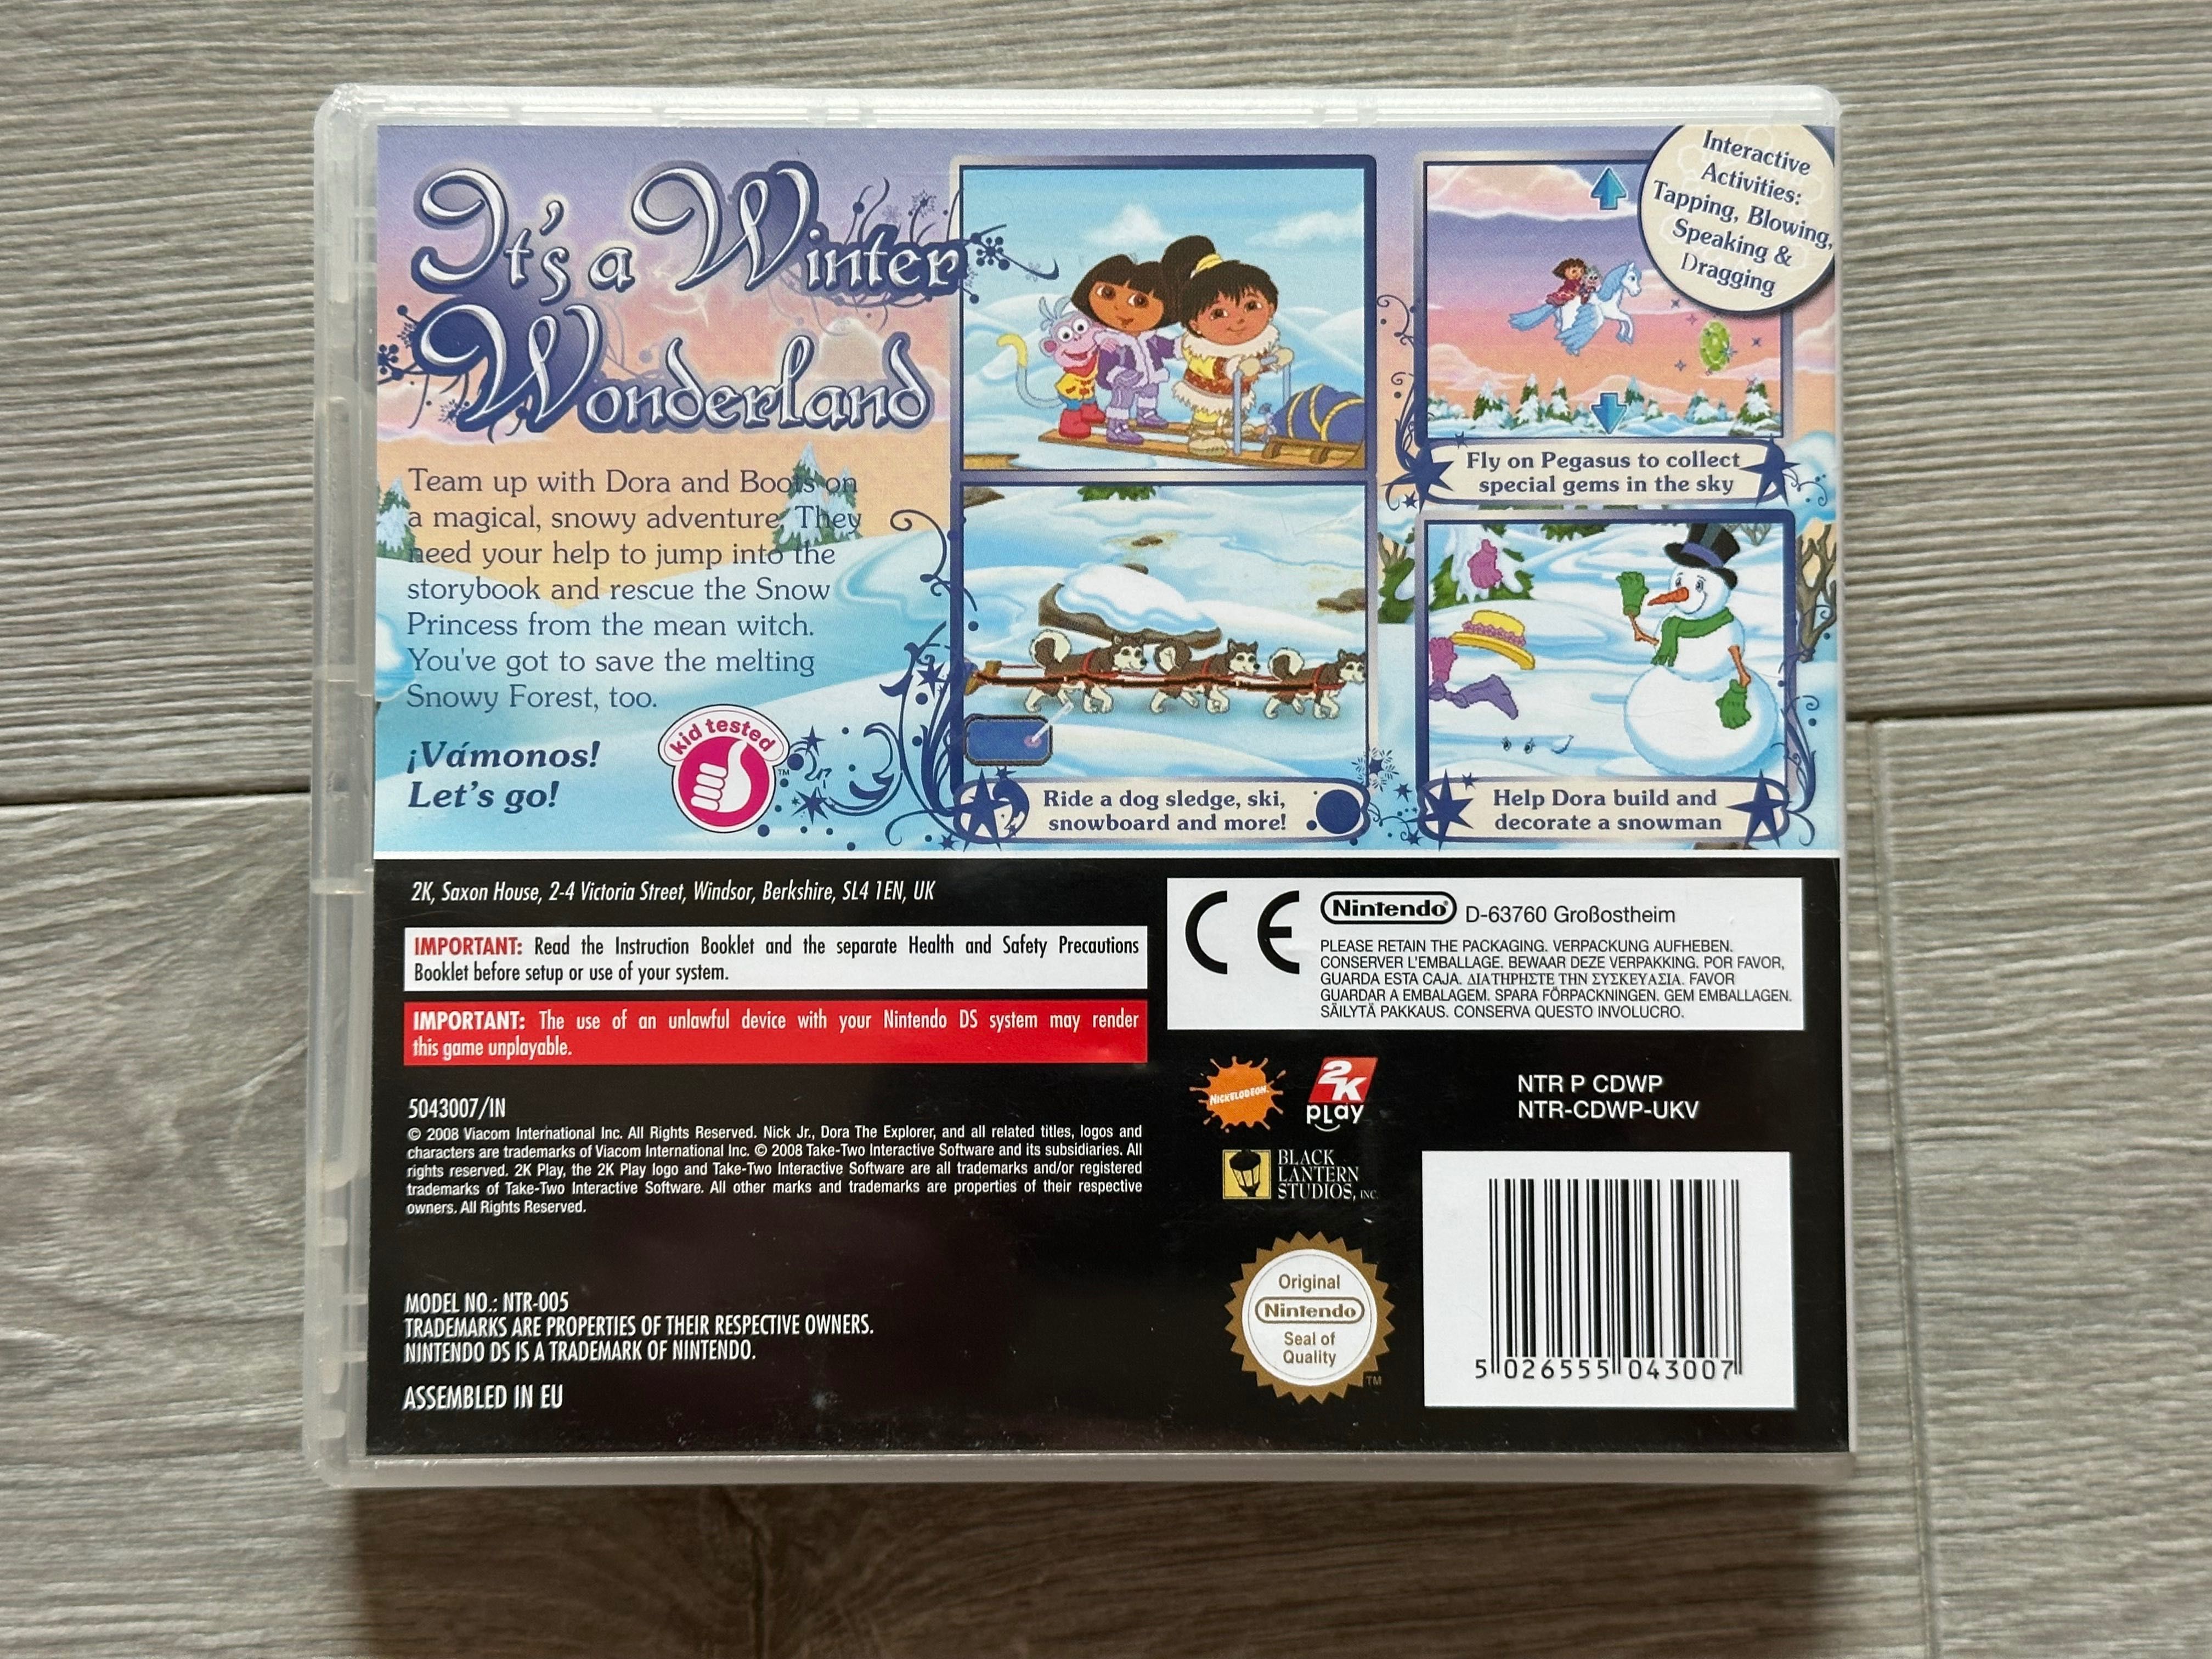 It's a Winter
Wonderland
Team up with Dora and Boots on
a magical, snowy adventure. They
need your help to jump into the
storybook and rescue the Snow
Princess from the mean witch.
You've got to save the melting
Snowy Forest, too.
¡Vámonos!
Let's go!
kid tested
TM
Ride a dog sledge, ski,
snowboard and more!
Interactive
Activities:
Tapping, Blowing,
Speaking &
Dragging
Fly on Pegasus to collect
special gems in the sky
Help Dora build and
decorate a snowman
2K, Saxon House, 2-4 Victoria Street, Windsor, Berkshire, SL4 1EN, UK
IMPORTANT: Read the Instruction Booklet and the separate Health and Safety Precautions
Booklet before setup or use of your system.
IMPORTANT: The use of an unlawful device with your Nintendo DS system may render
this game unplayable.
5043007/IN
© 2008 Viacom International Inc. All Rights Reserved. Nick Jr., Dora The Explorer, and all related titles, logos and
characters are trademarks of Viacom International Inc. © 2008 Take-Two Interactive Software and its subsidiaries. All
rights reserved. 2K Play, the 2K Play logo and Take-Two Interactive Software are all trademarks and/or registered
trademarks of Take-Two Interactive Software. All other marks and trademarks are properties of their respective
owners. All Rights Reserved.
MODEL NO.: NTR-005
TRADEMARKS ARE PROPERTIES OF THEIR RESPECTIVE OWNERS.
NINTENDO DS IS A TRADEMARK OF NINTENDO.
ASSEMBLED IN EU
CE
Nintendo® D-63760 Großostheim
PLEASE RETAIN THE PACKAGING. VERPACKUNG AUFHEBEN.
CONSERVER L'EMBALLAGE. BEWAAR DEZE VERPAKKING. POR FAVOR,
GUARDA ESTA CAJA. ΔΙΑΤΗΡΗΣΤΕ ΤΗΝ ΣΥΣΚΕΥΑΣΙΑ. FAVOR
GUARDAR A EMBALAGEM. SPARA FÖRPACKNINGEN. GEM EMBALLAGEN.
SÄILYTÄ PAKKAUS. CONSERVA QUESTO INVOLUCRO.
NICKELODEON
2K
PLAY
BLACK
LANTERN
STUDIOS, INC.
NTR P CDWP
NTR-CDWP-UKV
Original
Nintendo
Seal of
Quality
TM
5 026555 043007